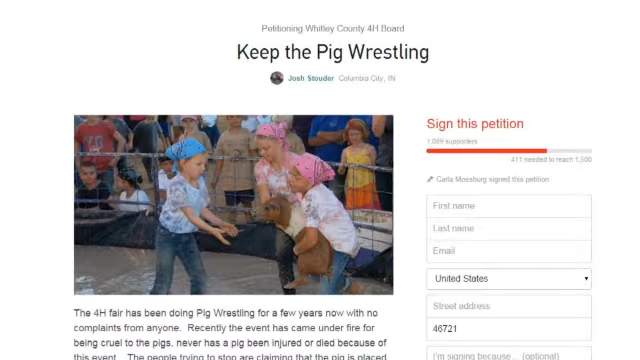 Petitioning Whitley County 4H Board
Keep the Pig Wrestling
Josh Stouder Columbia City, IN
Sign this petition
1,089 supporters
411 needed to reach 1,500
Carla Mossburg signed this petition
First name
Last name
Email
United States
Street address
46721
I'm signing because... (optional)
The 4H fair has been doing Pig Wrestling for a few years now with no
complaints from anyone. Recently the event has came under fire for
being cruel to the pigs, never has a pig been injured or died because of
this event. The people trying to stop are claiming that the pig is placed